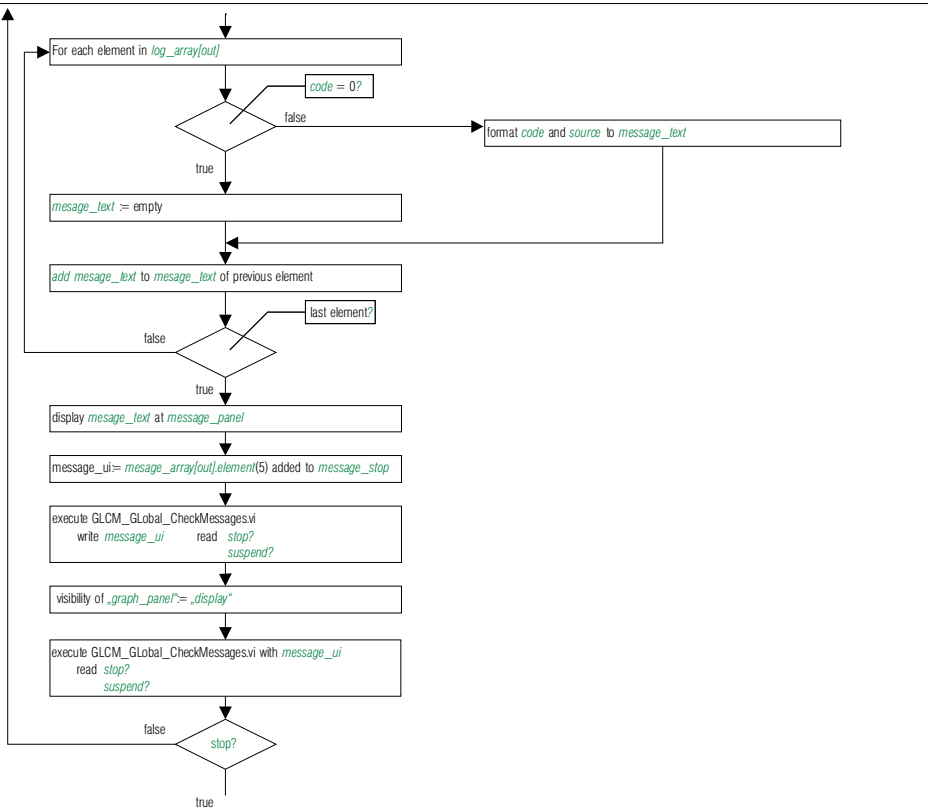 For each element in log_array[out]
code = 0?
false
format code and source to message_text
true
mesage_text := empty
add mesage_text to mesage_text of previous element
last element?
false
true
display mesage_text at message_panel
message_ui:= mesage_array[out].element(5) added to message_stop
execute GLCM_GLobal_CheckMessages.vi
write message_ui read stop?
suspend?
visibility of „graph_panel“:= „display“
execute GLCM_GLobal_CheckMessages.vi with message_ui
read stop?
suspend?
false
stop?
true